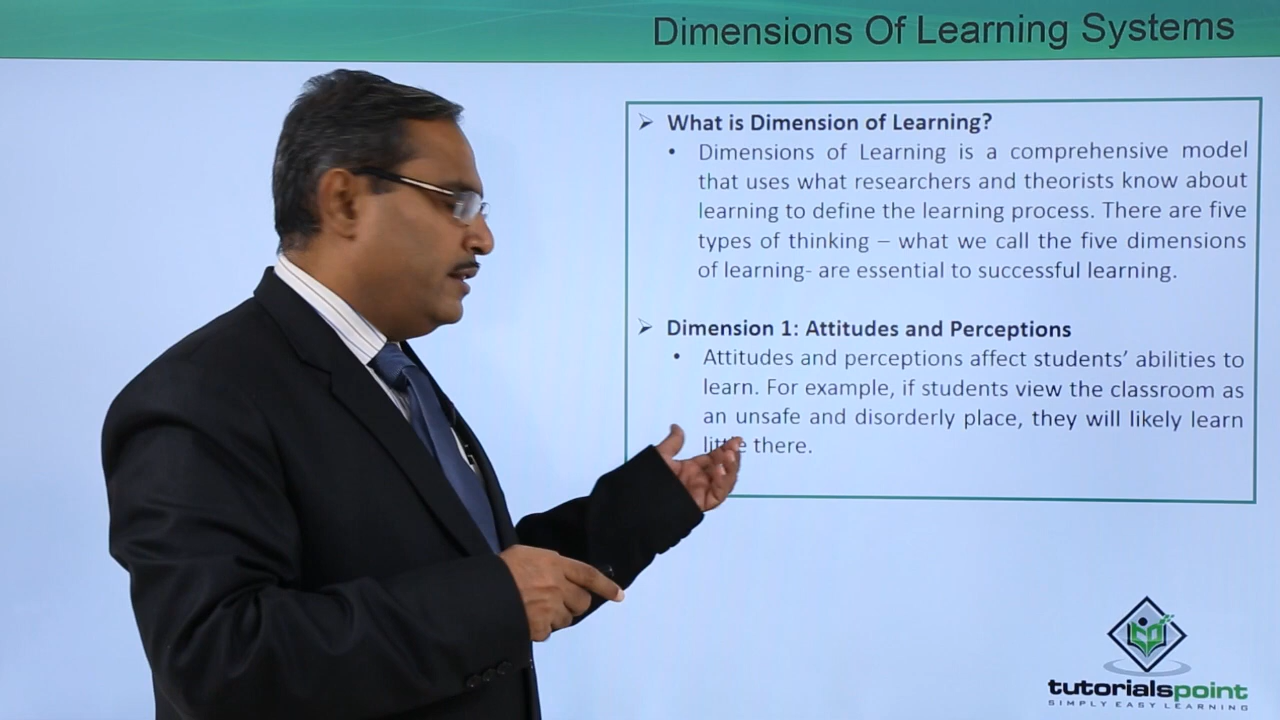 Dimensions Of Learning Systems
➢ What is Dimension of Learning?
• Dimensions of Learning is a comprehensive model
that uses what researchers and theorists know about
learning to define the learning process. There are five
types of thinking – what we call the five dimensions
of learning- are essential to successful learning.
➢ Dimension 1: Attitudes and Perceptions
• Attitudes and perceptions affect students’ abilities to
learn. For example, if students view the classroom as
an unsafe and disorderly place, they will likely learn
little there.
tutorialspoint
SIMPLY EASY LEARNING